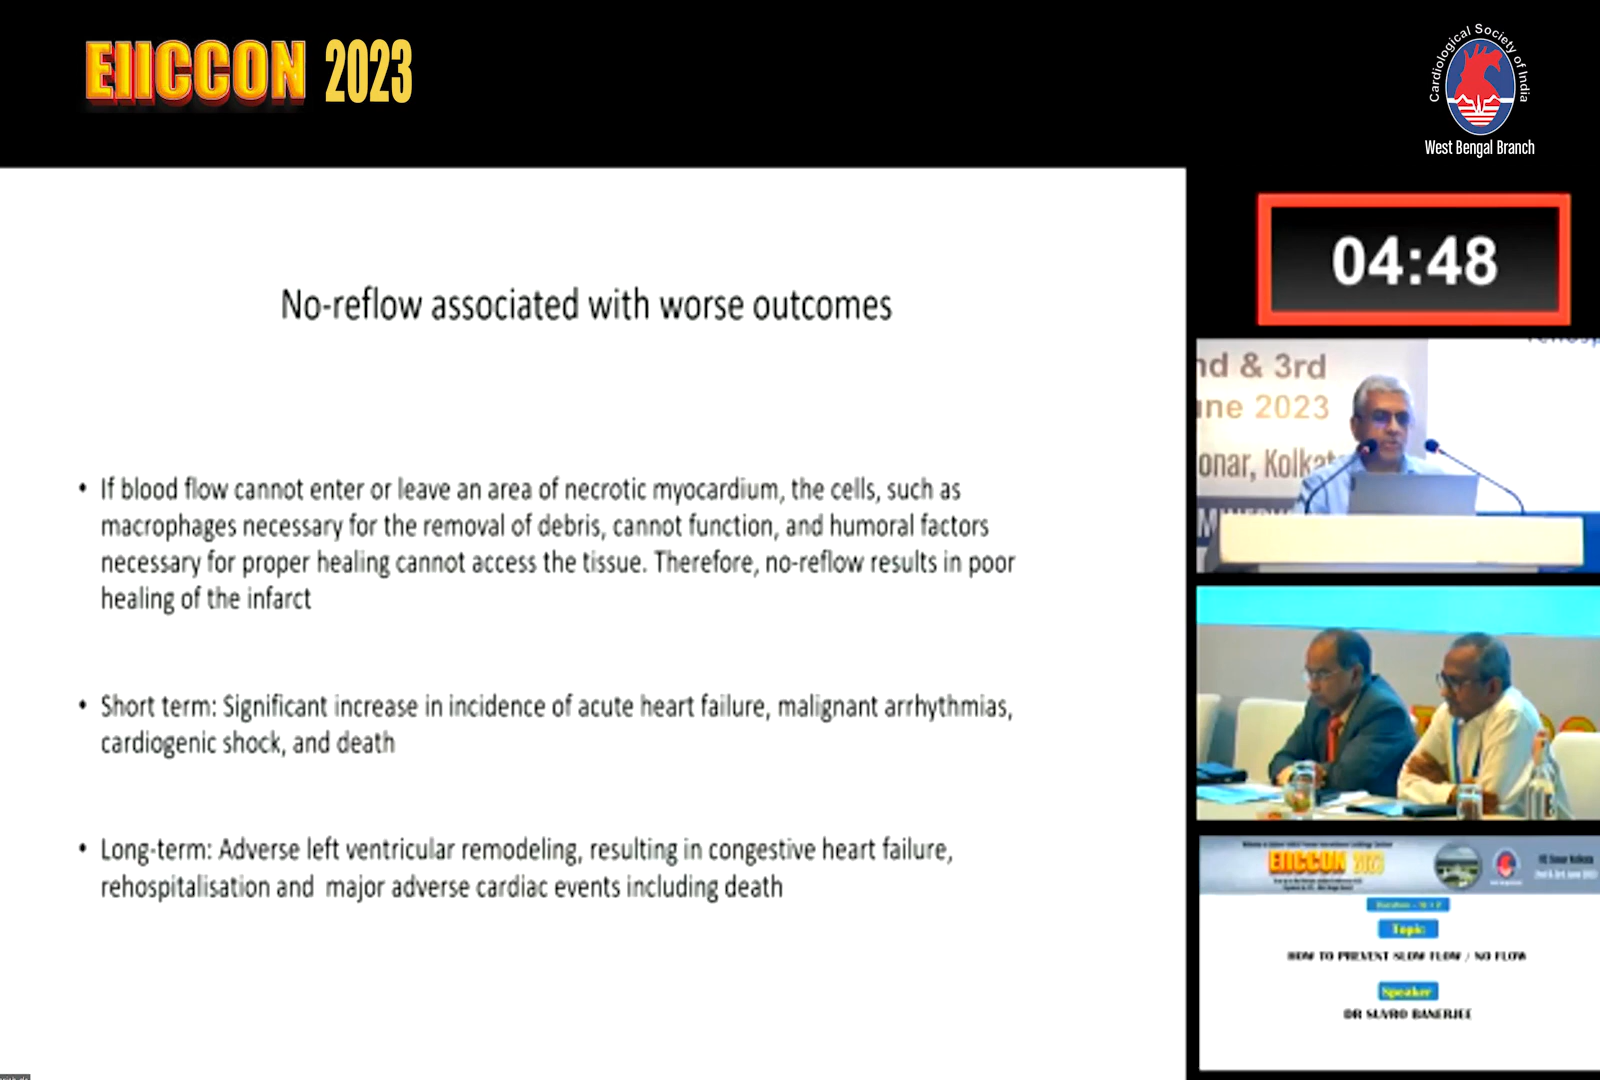 EIICCON 2023
Cardiological Society of India
West Bengal Branch
04:48
No-reflow associated with worse outcomes
• If blood flow cannot enter or leave an area of necrotic myocardium, the cells, such as
macrophages necessary for the removal of debris, cannot function, and humoral factors
necessary for proper healing cannot access the tissue. Therefore, no-reflow results in poor
healing of the infarct
• Short term: Significant increase in incidence of acute heart failure, malignant arrhythmias,
cardiogenic shock, and death
• Long-term: Adverse left ventricular remodeling, resulting in congestive heart failure,
rehospitalisation and major adverse cardiac events including death
nd & 3rd
une 2023
onar, Kolkat
EIICCON 2023
Topic
HOW TO PREVENT SLOW FLOW / NO FLOW
Speaker
DR SUVRO BANERJEE